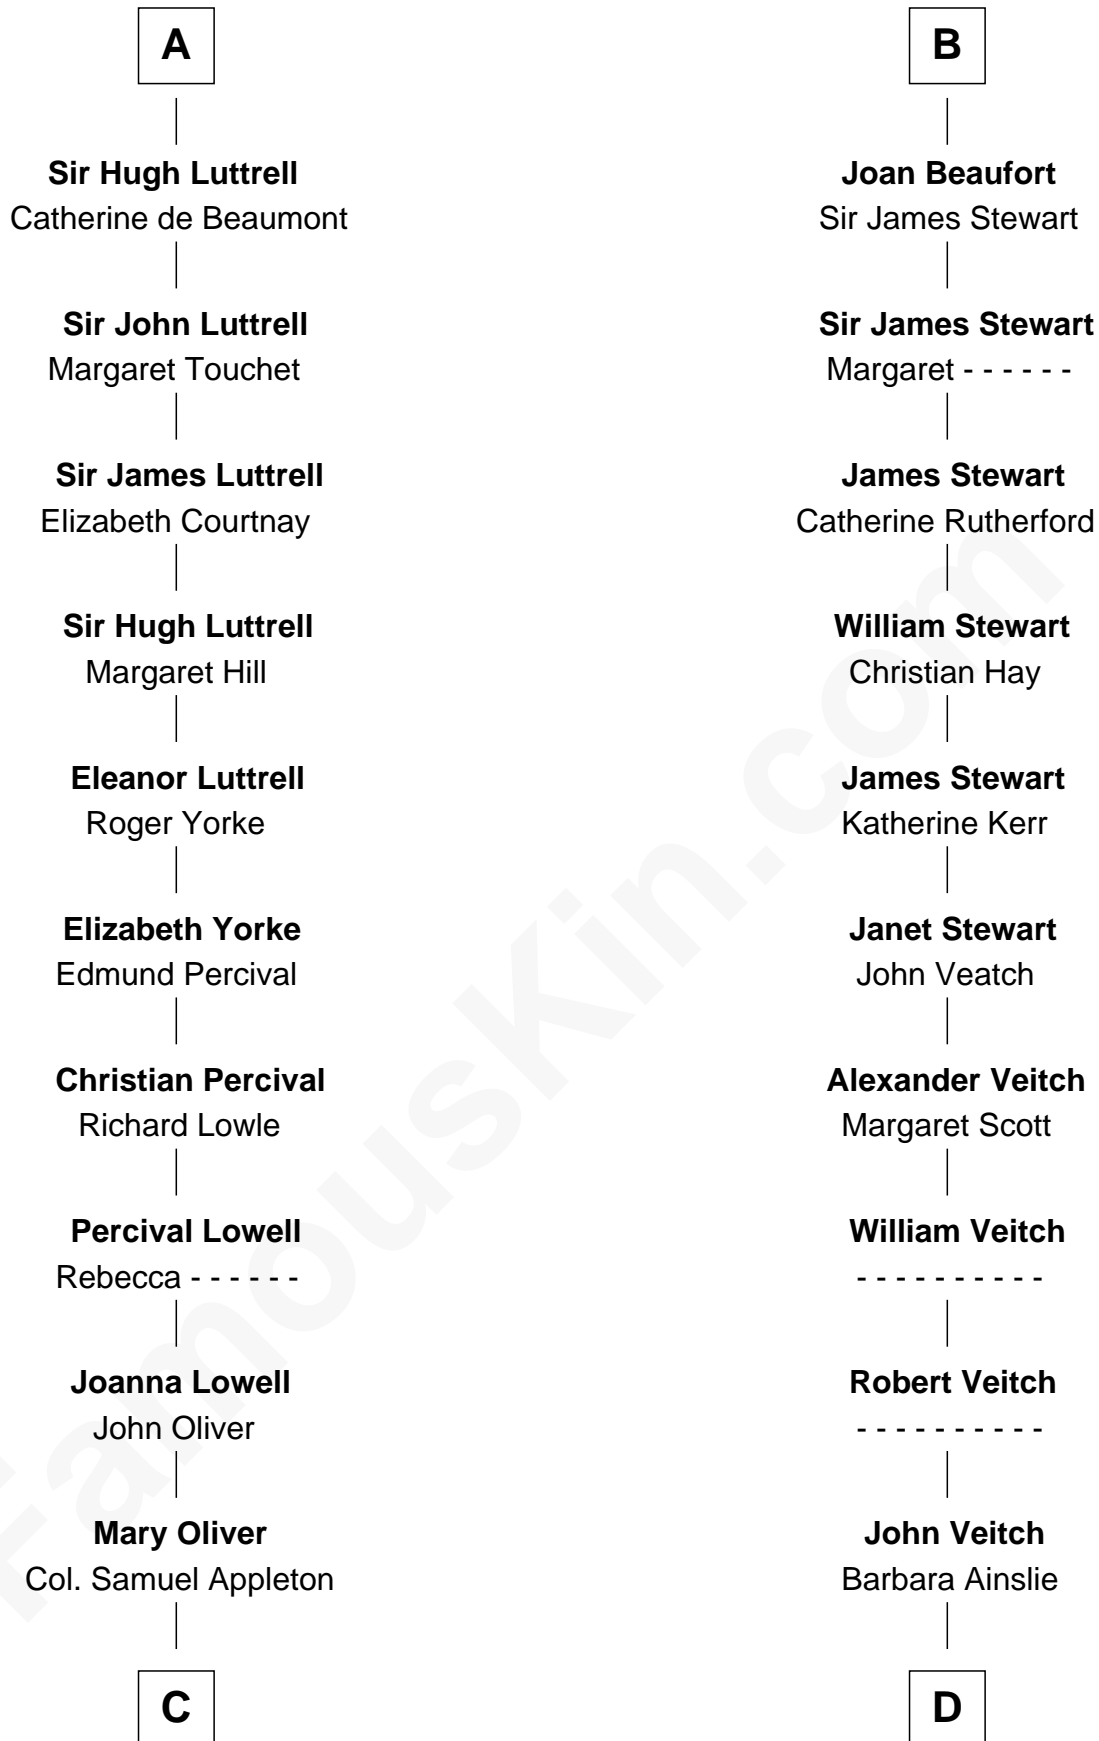 A
Sir Hugh Luttrell
Catherine de Beaumont
Sir John Luttrell
Margaret Touchet
Sir James Luttrell
Elizabeth Courtnay
Sir Hugh Luttrell
Margaret Hill
Eleanor Luttrell
Roger Yorke
Elizabeth Yorke
Edmund Percival
Christian Percival
Richard Lowle
Percival Lowell
Rebecca - - - - - -
Joanna Lowell
John Oliver
Mary Oliver
Col. Samuel Appleton
C
B
Joan Beaufort
Sir James Stewart
Sir James Stewart
Margaret - - - - - -
James Stewart
Catherine Rutherford
William Stewart
Christian Hay
James Stewart
Katherine Kerr
Janet Stewart
John Veatch
Alexander Veitch
Margaret Scott
William Veitch
- - - - - - - - - -
Robert Veitch
- - - - - - - - - -
John Veitch
Barbara Ainslie
D
FamousKin.com